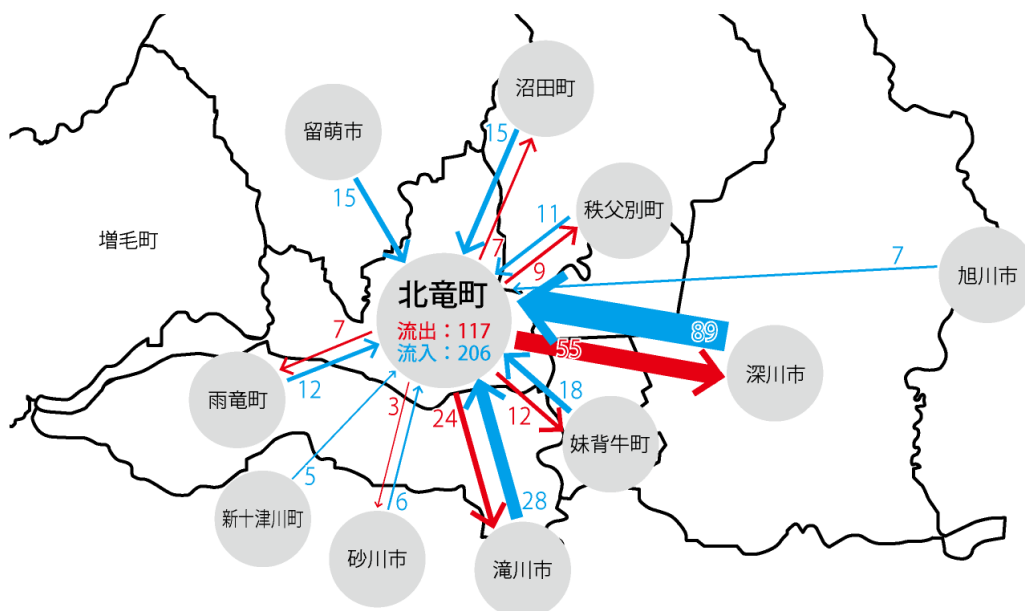 沼田町
留萌市
15
15
秩父別町
11
増毛町
7
7
9
旭川市
北竜町
流出：117
流入：206
7
89
55
深川市
12
雨竜町
3
24
12
18
妹背牛町
5
6
28
新十津川町
砂川市
滝川市